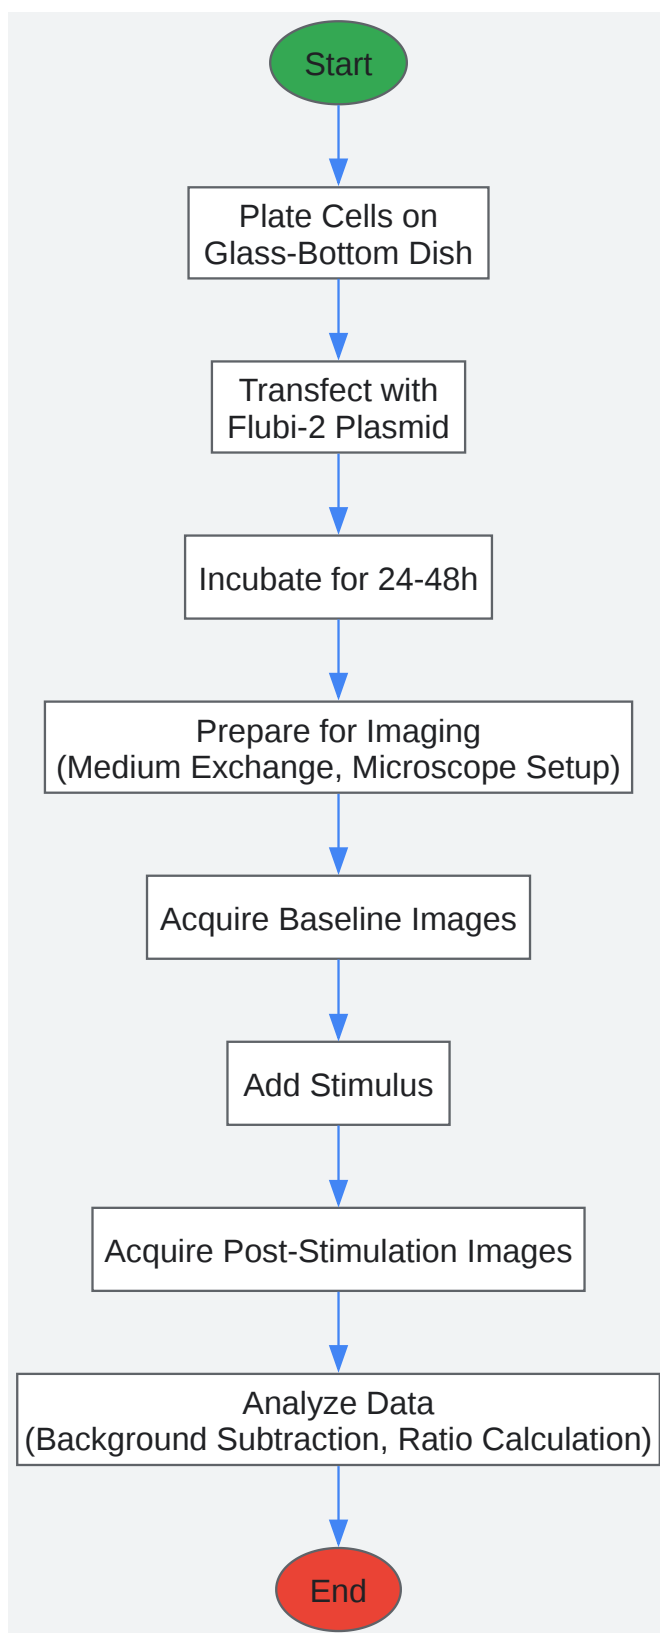 Start
Plate Cells on
Glass-Bottom Dish
Transfect with
Flubi-2 Plasmid
Incubate for 24-48h
Prepare for Imaging
(Medium Exchange, Microscope Setup)
Acquire Baseline Images
Add Stimulus
Acquire Post-Stimulation Images
Analyze Data
(Background Subtraction, Ratio Calculation)
End